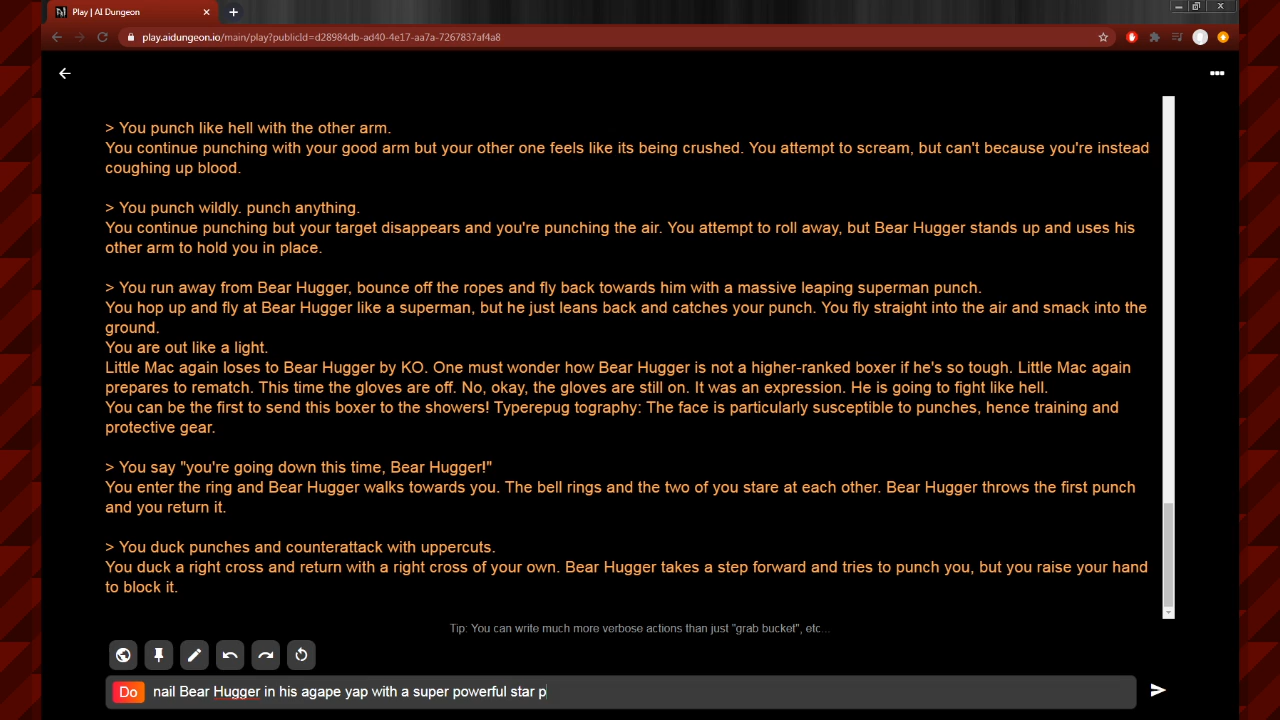 Play | AI Dungeon
play.aidungeon.io/main/play?publicId=d28984db-ad40-4e17-aa7a-7267837af4a8
> You punch like hell with the other arm.
You continue punching with your good arm but your other one feels like its being crushed. You attempt to scream, but can't because you're instead
coughing up blood.
> You punch wildly. punch anything.
You continue punching but your target disappears and you're punching the air. You attempt to roll away, but Bear Hugger stands up and uses his
other arm to hold you in place.
> You run away from Bear Hugger, bounce off the ropes and fly back towards him with a massive leaping superman punch.
You hop up and fly at Bear Hugger like a superman, but he just leans back and catches your punch. You fly straight into the air and smack into the
ground.
You are out like a light.
Little Mac again loses to Bear Hugger by KO. One must wonder how Bear Hugger is not a higher-ranked boxer if he's so tough. Little Mac again
prepares to rematch. This time the gloves are off. No, okay, the gloves are still on. It was an expression. He is going to fight like hell.
You can be the first to send this boxer to the showers! Typerepug tography: The face is particularly susceptible to punches, hence training and
protective gear.
> You say "you're going down this time, Bear Hugger!"
You enter the ring and Bear Hugger walks towards you. The bell rings and the two of you stare at each other. Bear Hugger throws the first punch
and you return it.
> You duck punches and counterattack with uppercuts.
You duck a right cross and return with a right cross of your own. Bear Hugger takes a step forward and tries to punch you, but you raise your hand
to block it.
Tip: You can write much more verbose actions than just "grab bucket", etc...
Do nail Bear Hugger in his agape yap with a super powerful star p